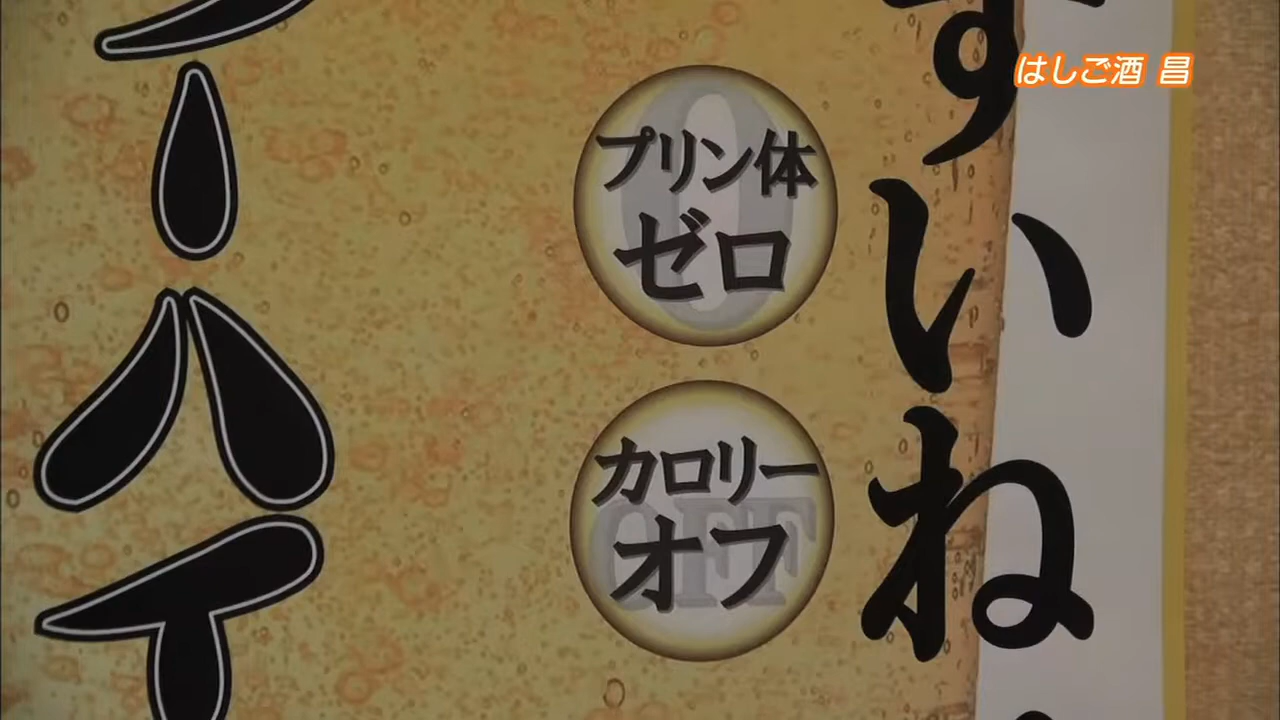 はしご酒 昌
すいね
プリン体
ゼロ
カロリー
オフ
ーハイ